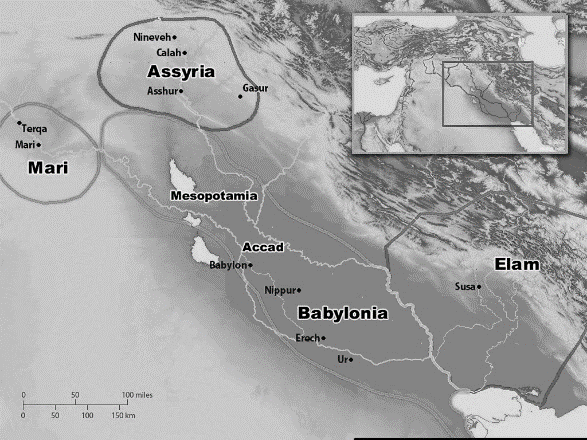 Nineveh
Calah
Assyria
Asshur
Gasur
Terqa
Mari
Mari
Mesopotamia
Accad
Babylon
Elam
Susa
Nippur
Babylonia
Erech
Ur
0 50 100 miles
0 50 100 150 km